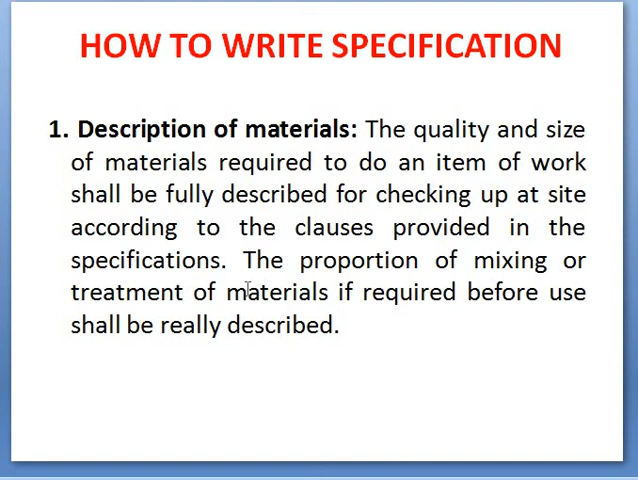 HOW TO WRITE SPECIFICATION
1. Description of materials: The quality and size
of materials required to do an item of work
shall be fully described for checking up at site
according to the clauses provided in the
specifications. The proportion of mixing or
treatment of materials if required before use
shall be really described.